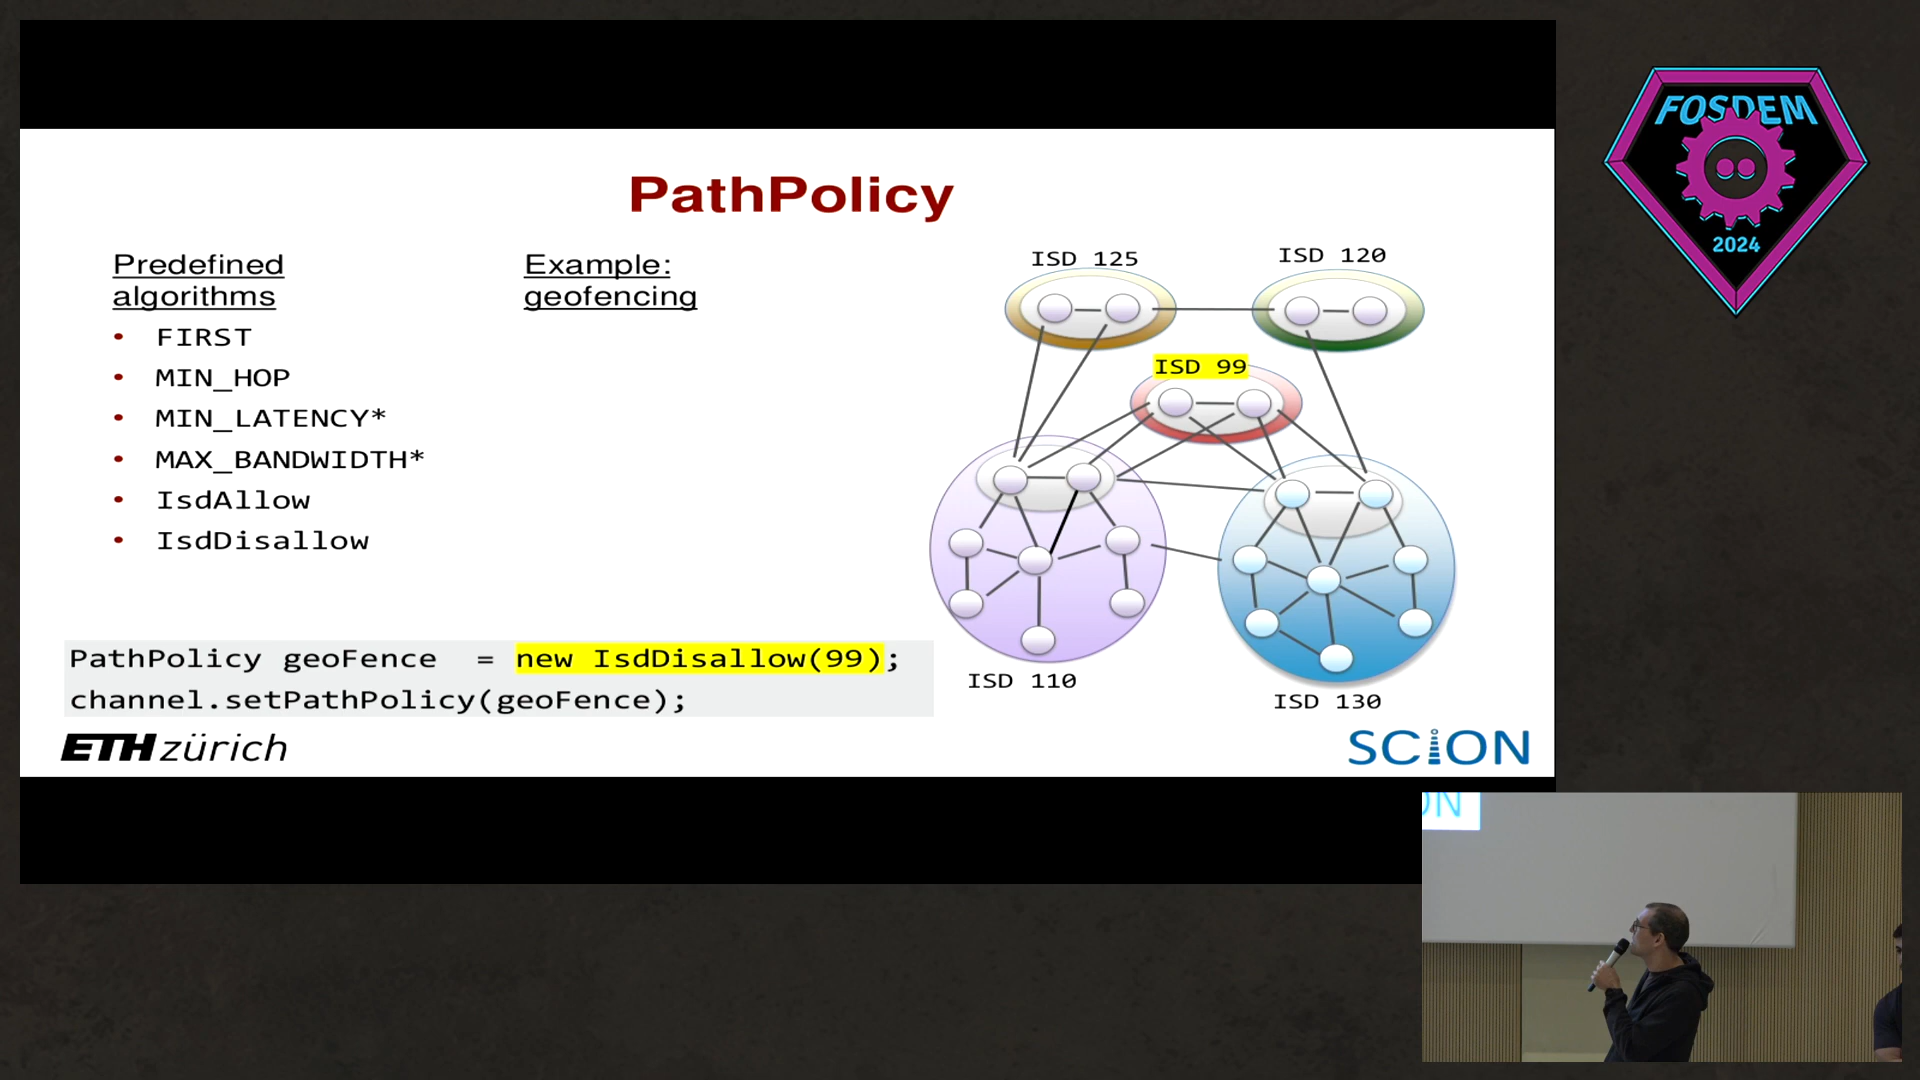 PathPolicy
Predefined
algorithms
• FIRST
• MIN_HOP
• MIN_LATENCY*
• MAX_BANDWIDTH*
• IsdAllow
• IsdDisallow
Example:
geofencing
ISD 125
ISD 120
ISD 99
ISD 110
ISD 130
PathPolicy geoFence = new IsdDisallow(99);
channel.setPathPolicy(geoFence);
ETH zürich
SCION
FOSDEM
2024
ON